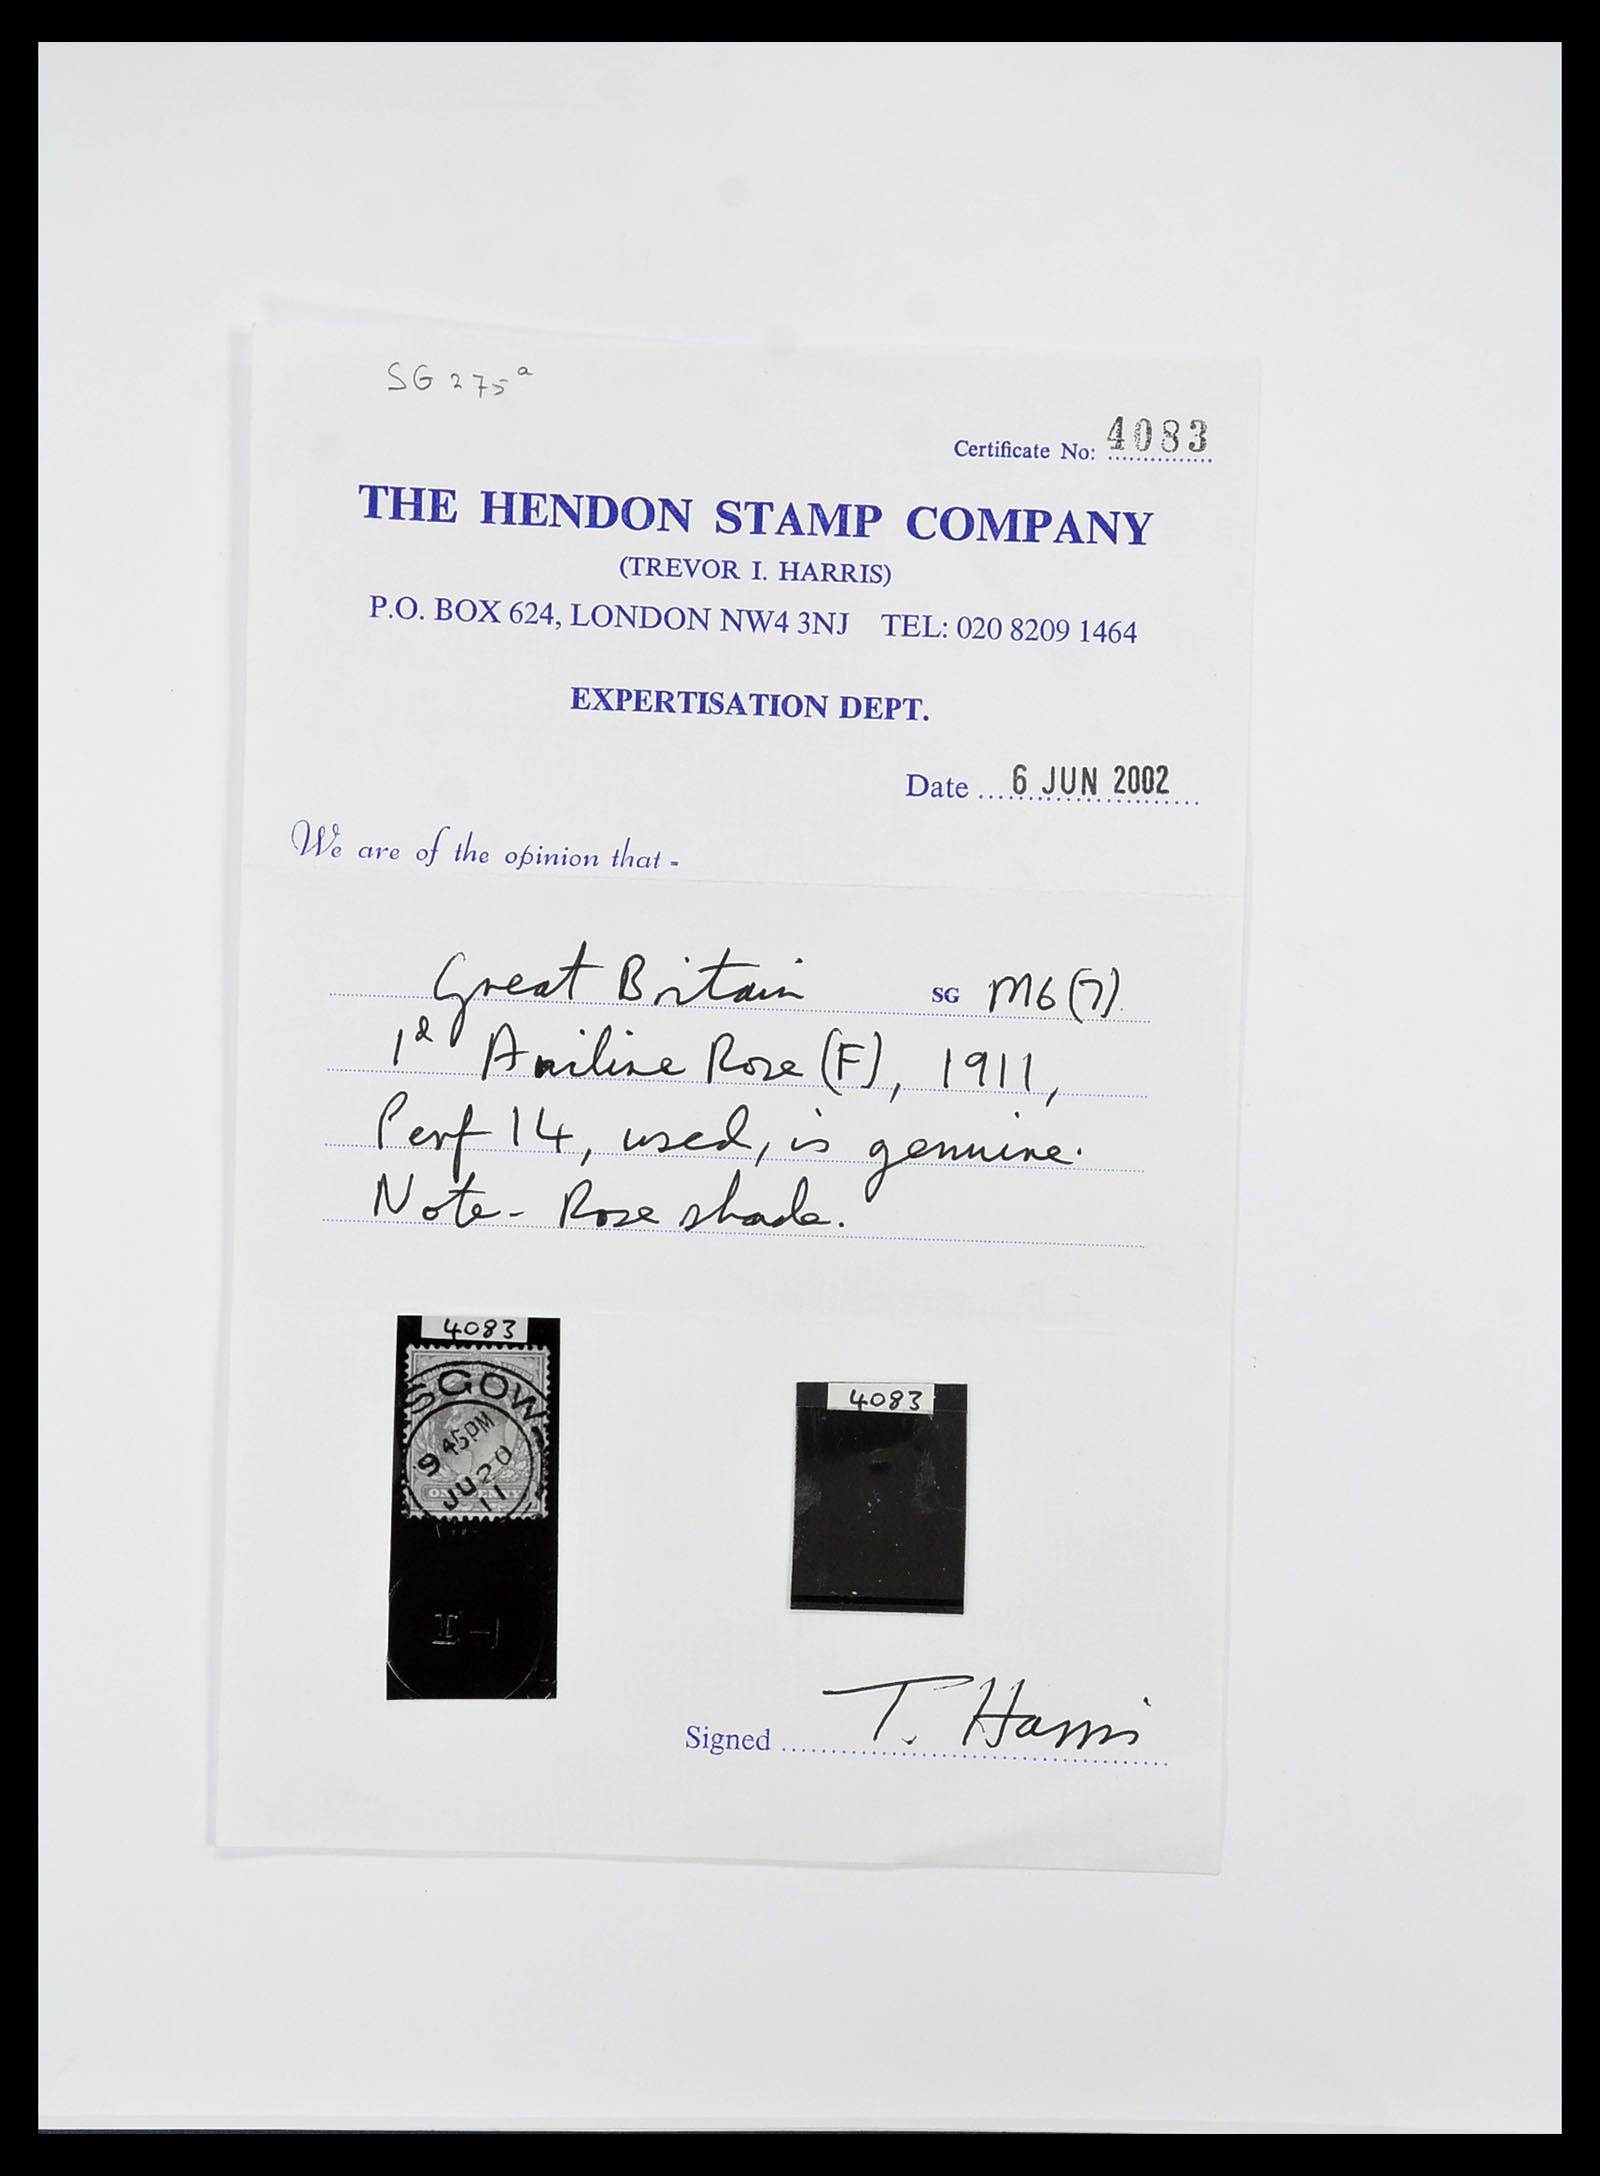 SG 275a
Certificate No: 4083
THE HENDON STAMP COMPANY
(TREVOR I. HARRIS)
P.O. BOX 624, LONDON NW4 3NJ TEL: 020 8209 1464
EXPERTISATION DEPT.
Date ... 6 JUN 2002
We are of the opinion that -
Great Britain SG M6(7).
1d Aniline Rose (F), 1911,
Perf 14, used, is genuine.
Note - Rose shade.
4083
SGOW
9 45PM
JU 20
11
ONE PENNY
4083
Signed T. Harris